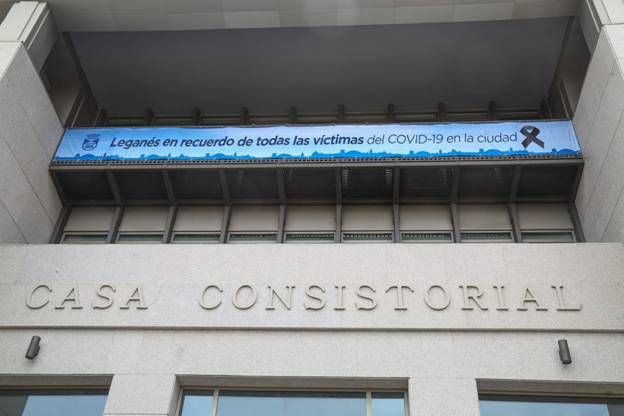 Leganés en recuerdo de todas las víctimas del COVID-19 en la ciudad
CASA CONSISTORIAL